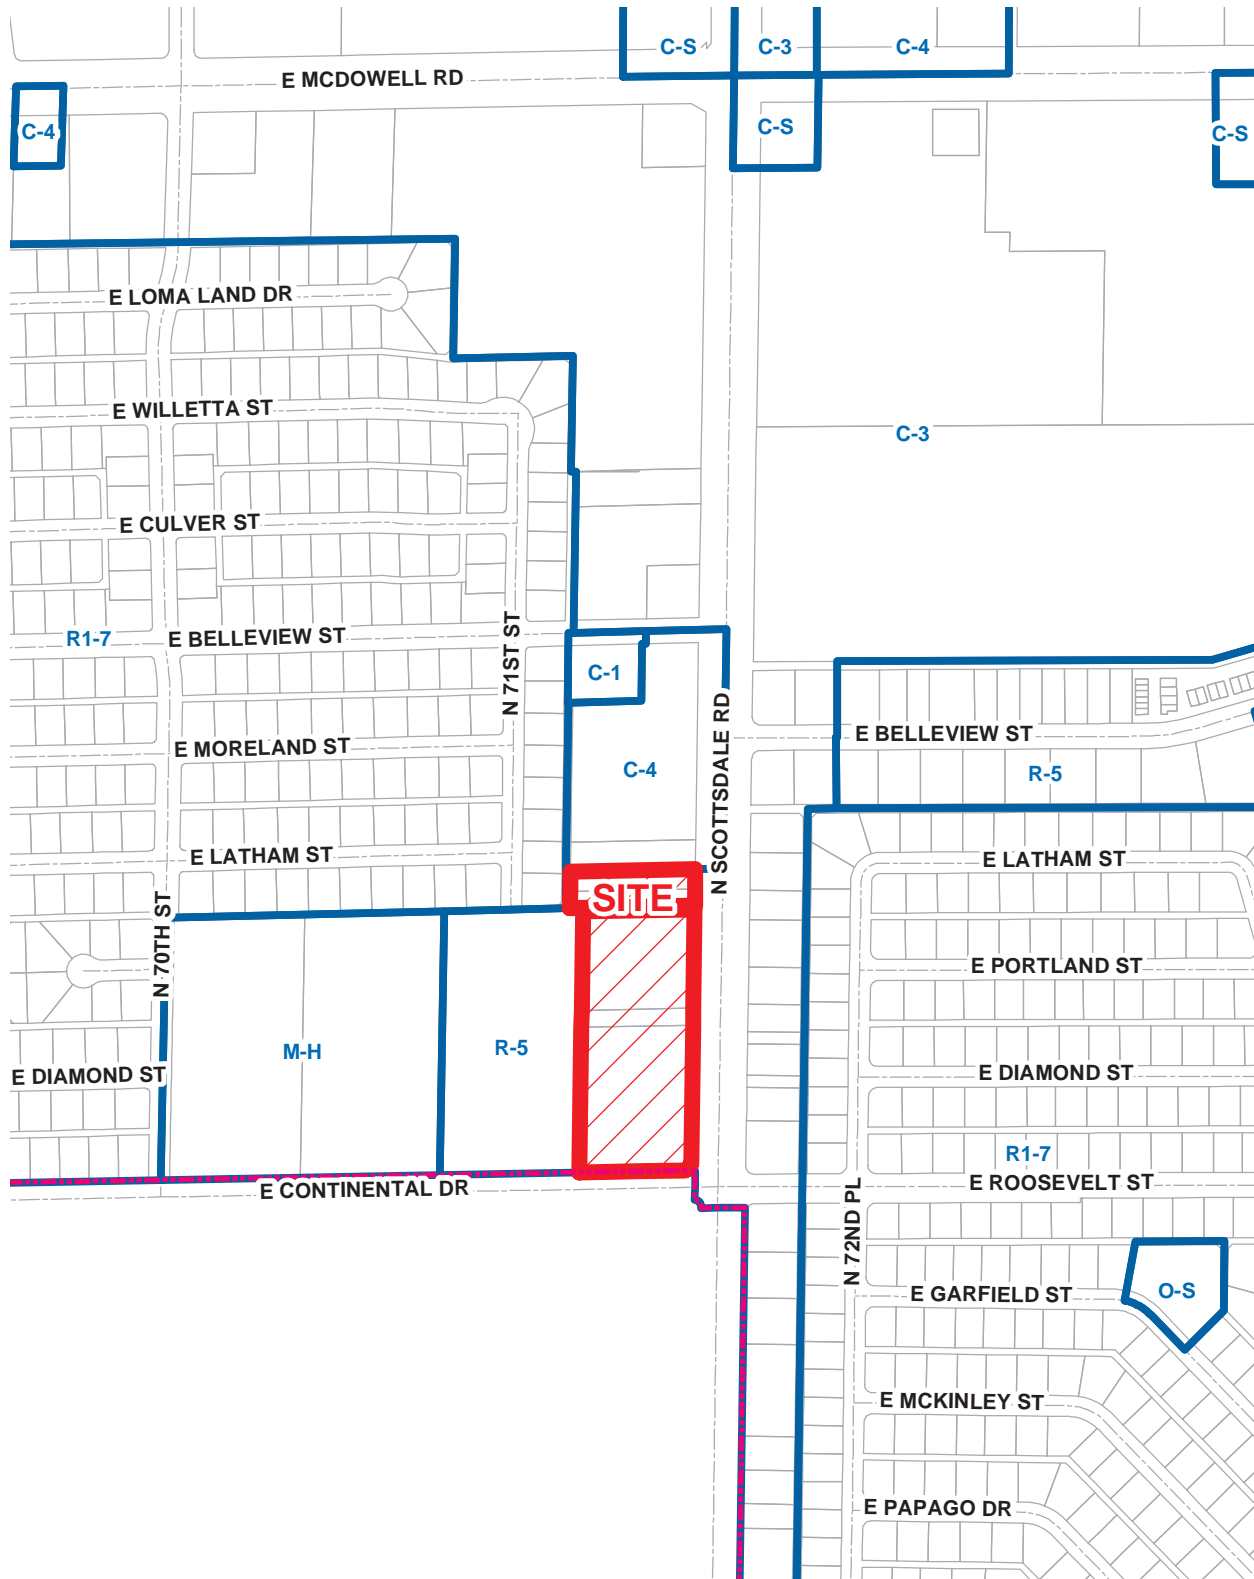 C-S
C-3
C-4
E MCDOWELL RD
C-4
C-S
C-S
E LOMA LAND DR
E WILLETTA ST
C-3
E CULVER ST
N 71ST ST
R1-7
E BELLEVIEW ST
C-1
N SCOTTSDALE RD
E BELLEVIEW ST
E MORELAND ST
C-4
R-5
E LATHAM ST
E LATHAM ST
SITE
N 70TH ST
E PORTLAND ST
M-H
R-5
E DIAMOND ST
E DIAMOND ST
R1-7
E CONTINENTAL DR
E ROOSEVELT ST
N 72ND PL
E GARFIELD ST
O-S
E MCKINLEY ST
E PAPAGO DR